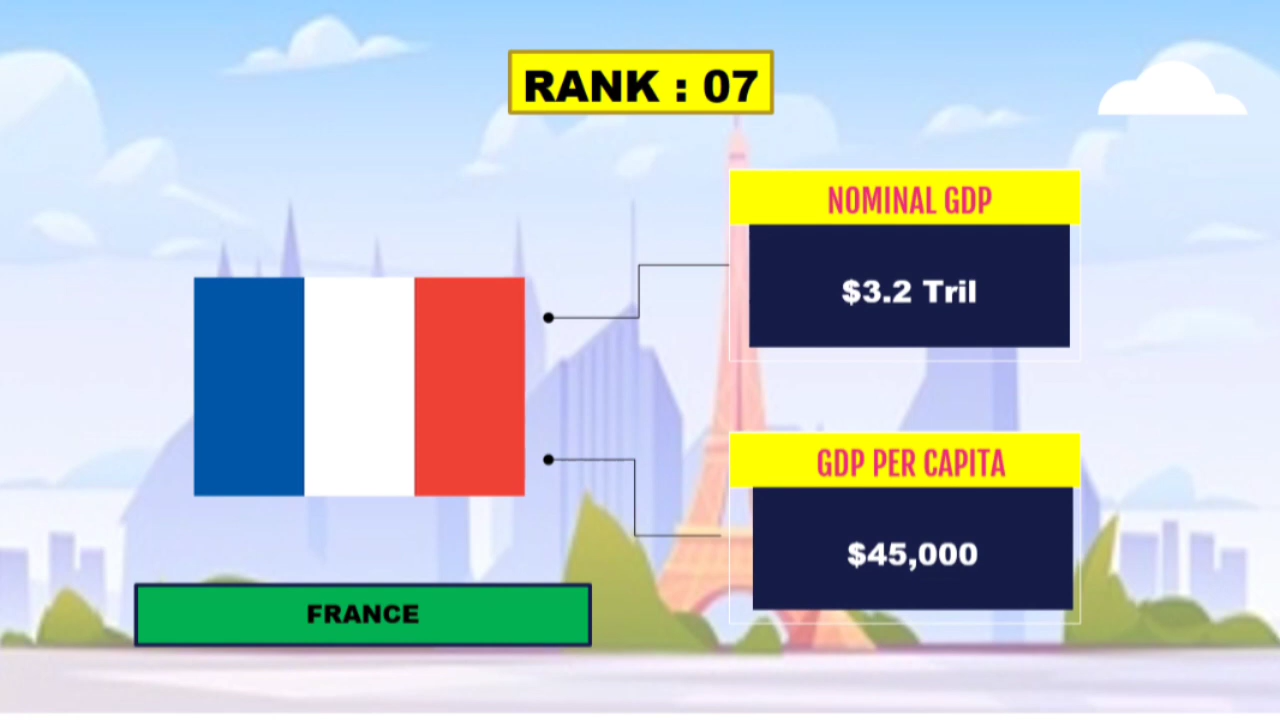 RANK : 07
NOMINAL GDP
$3.2 Tril
GDP PER CAPITA
$45,000
FRANCE